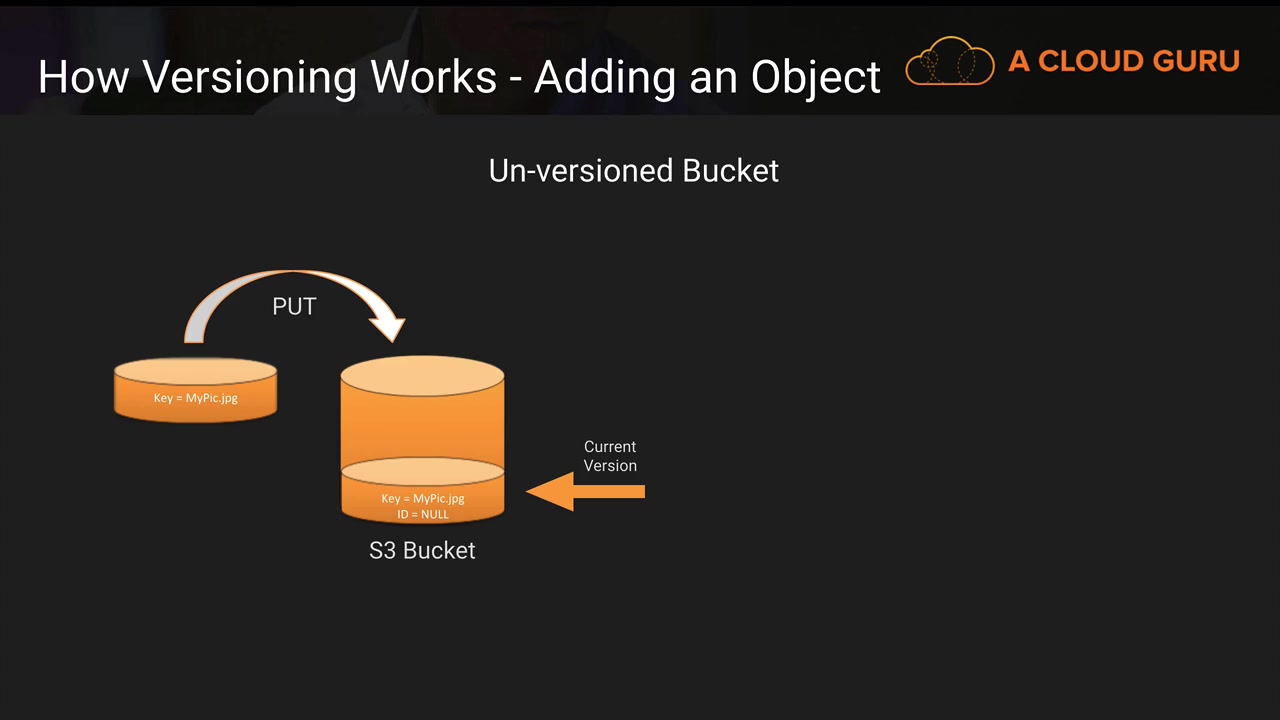 How Versioning Works - Adding an Object
A CLOUD GURU
Un-versioned Bucket
PUT
Key = MyPic.jpg
Current
Version
Key = MyPic.jpg
ID = NULL
S3 Bucket